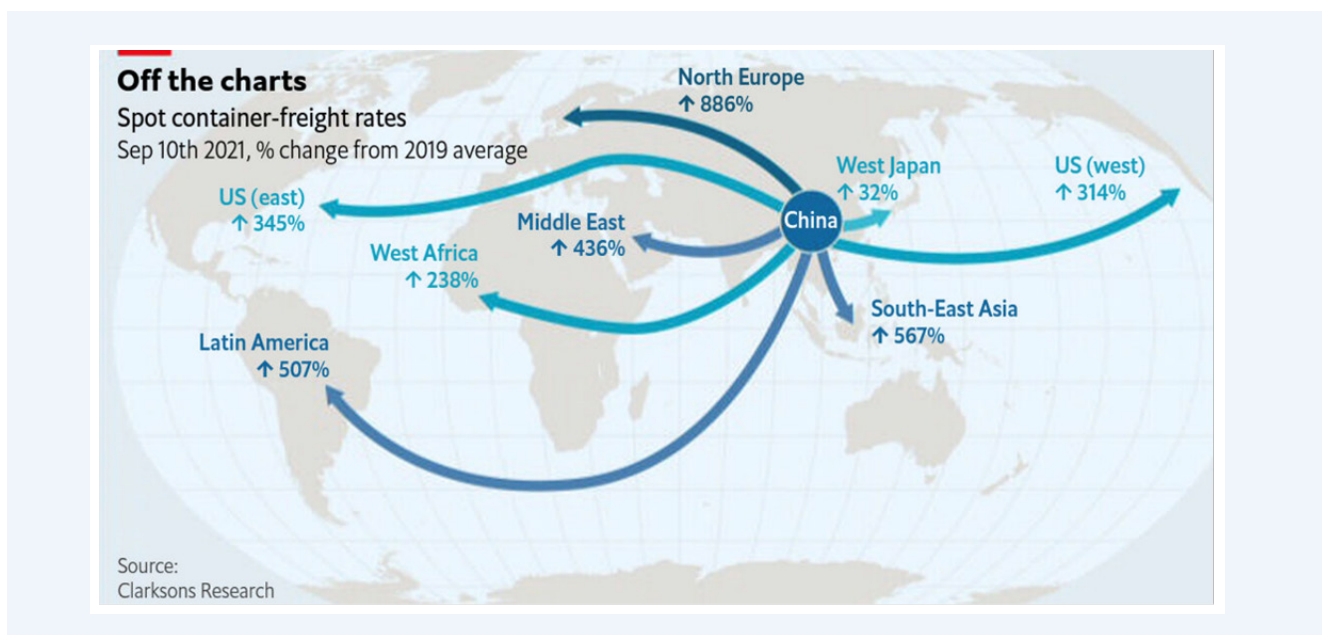 Off the charts
Spot container-freight rates
Sep 10th 2021, % change from 2019 average
North Europe
↑ 886%
West Japan
↑ 32%
US (west)
↑ 314%
US (east)
↑ 345%
China
Middle East
↑ 436%
West Africa
↑ 238%
South-East Asia
↑ 567%
Latin America
↑ 507%
Source:
Clarksons Research